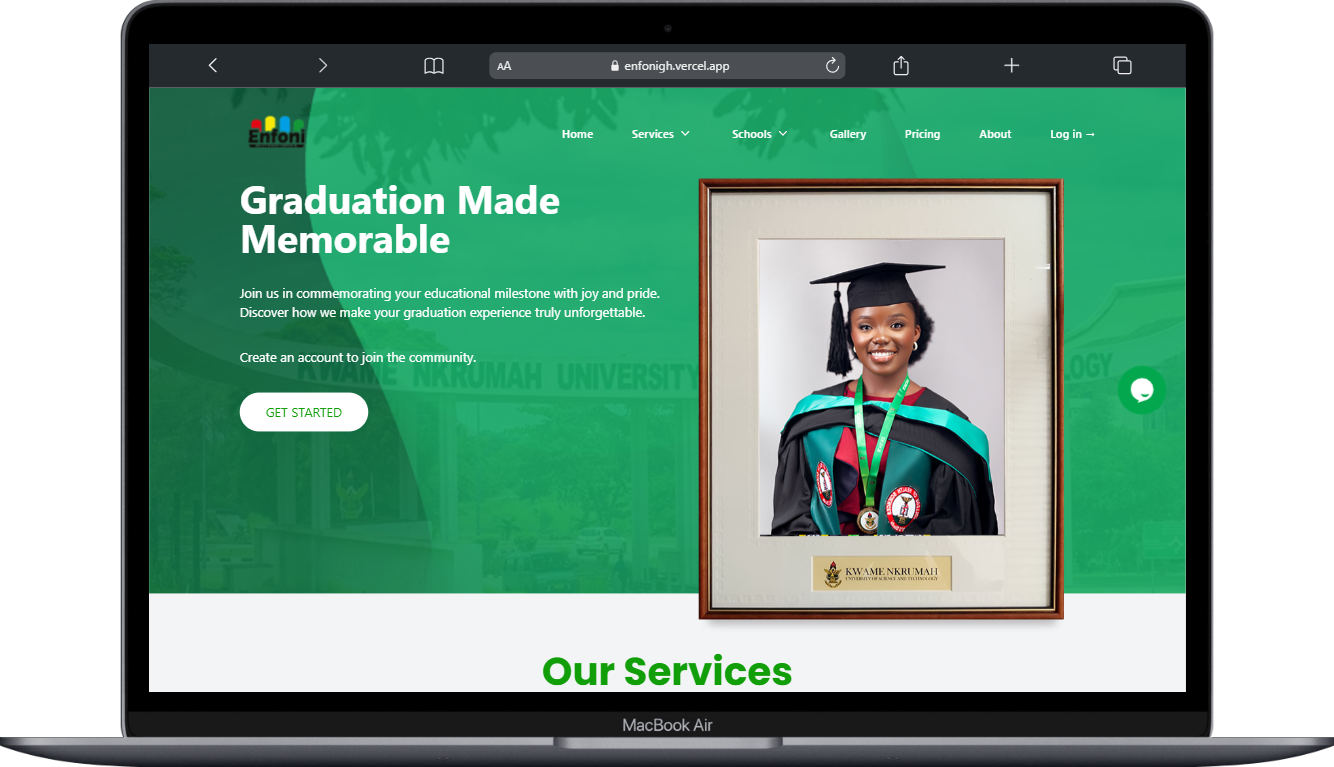 AA
enfonigh.vercel.app
Enfoni
Home
Services
Schools
Gallery
Pricing
About
Log in →
Graduation Made
Memorable
Join us in commemorating your educational milestone with joy and pride.
Discover how we make your graduation experience truly unforgettable.
Create an account to join the community.
GET STARTED
KWAME NKRUMAH UNIVERSITY
LOGY
KWAME NKRUMAH
UNIVERSITY OF SCIENCE AND TECHNOLOGY
Our Services
MacBook Air